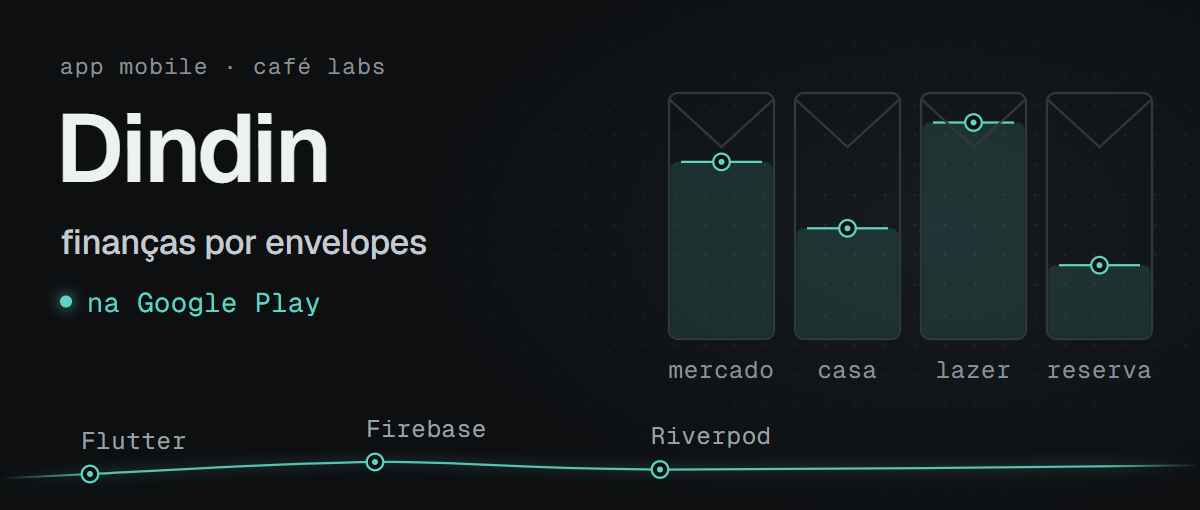 app mobile · café labs
Dindin
finanças por envelopes
na Google Play
mercado casa lazer reserva
Flutter Firebase Riverpod